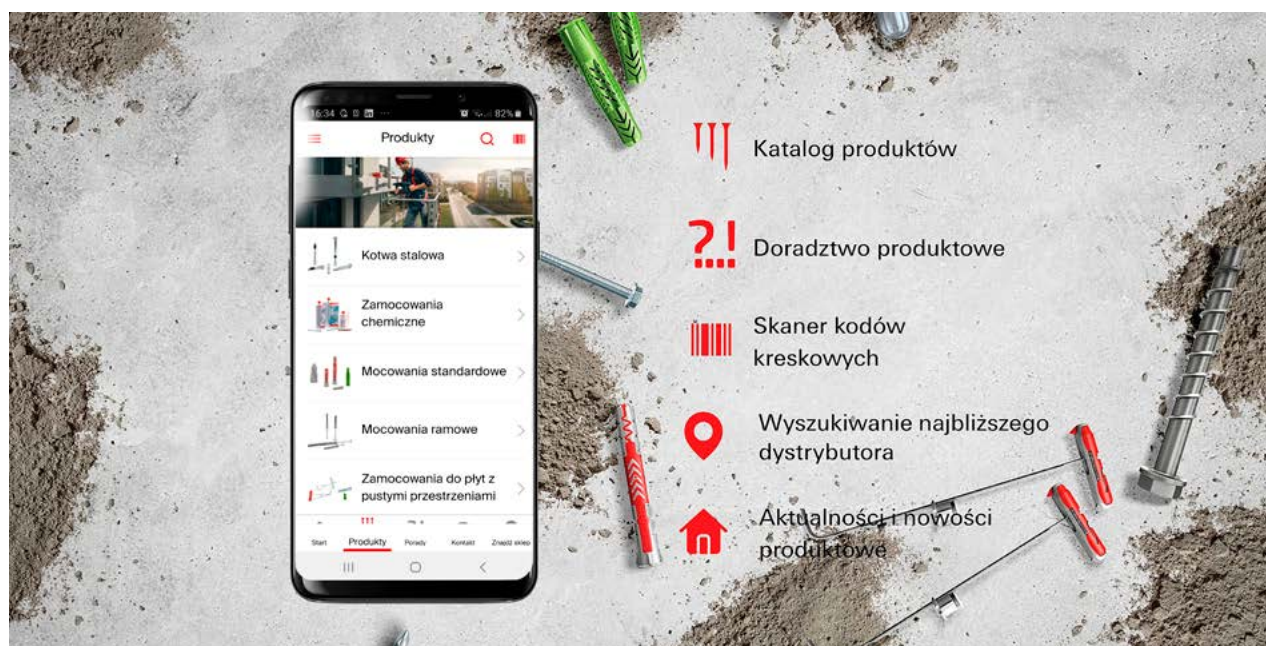 16:34
82%
Produkty
Kotwa stalowa
Zamocowania
chemiczne
Mocowania standardowe
Mocowania ramowe
Zamocowania do płyt z
pustymi przestrzeniami
Start Produkty Porady Kontakt Znajdź sklep
Katalog produktów
?! Doradztwo produktowe
Skaner kodów
kreskowych
Wyszukiwanie najbliższego
dystrybutora
Aktualności i nowości
produktowe